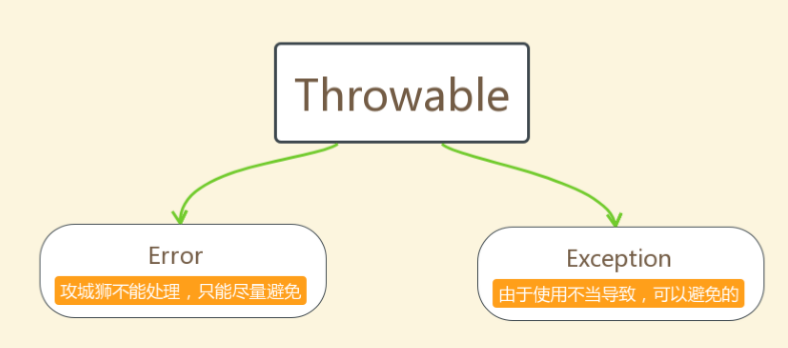 Throwable
Error
攻城狮不能处理，只能尽量避免
Exception
由于使用不当导致，可以避免的